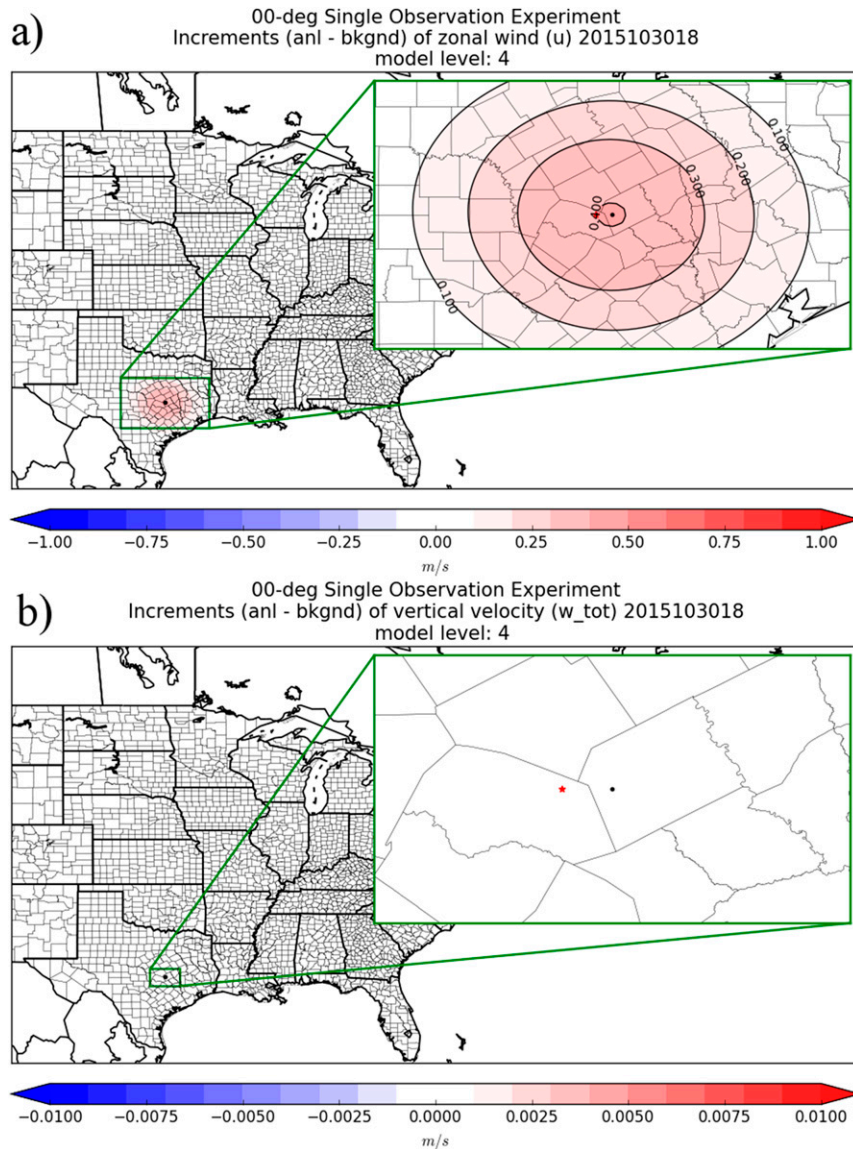 a)
00-deg Single Observation Experiment
Increments (anl - bkgnd) of zonal wind (u) 2015103018
model level: 4
0.100
0.200
0.300
0.100
−1.00 −0.75 −0.50 −0.25 0.00 0.25 0.50 0.75 1.00
m/s
b)
00-deg Single Observation Experiment
Increments (anl - bkgnd) of vertical velocity (w_tot) 2015103018
model level: 4
−0.0100 −0.0075 −0.0050 −0.0025 0.0000 0.0025 0.0050 0.0075 0.0100
m/s